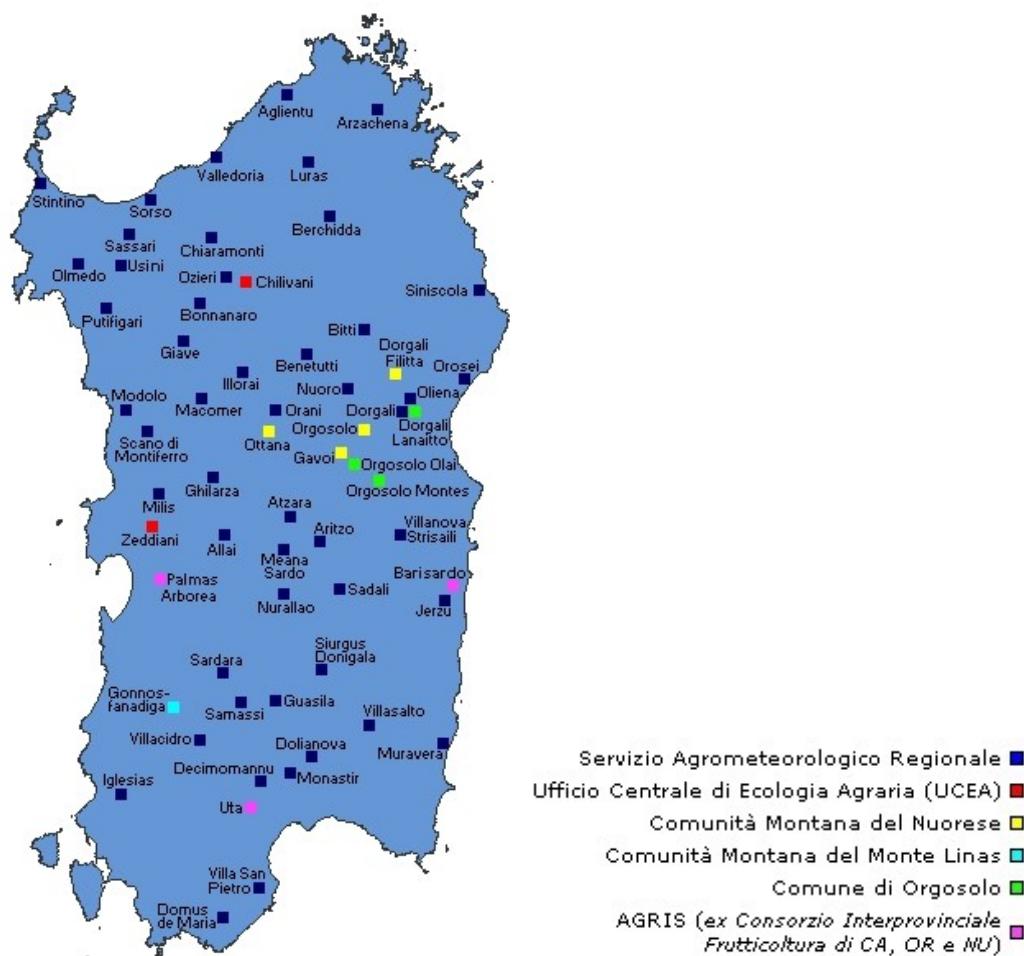 Aglientu
Arzachena
Valledoria
Luras
Stintino
Sorso
Berchidda
Sassari
Chiaramonti
Olmedo
Usini
Ozieri
Chilivani
Siniscola
Bonnanaro
Putifigari
Bitti
Giave
Dorgali
Filitta
Benetutti
Orosei
Illorai
Nuoro
Oliena
Modolo
Macomer
Orani
Dorgali
Dorgali
Lanaitto
Orgosolo
Scano di
Montiferro
Ottana
Gavoi
Orgosolo Olai
Orgosolo Montes
Ghilarza
Milis
Atzara
Aritzo
Villanova
Strisaili
Zeddiani
Allai
Meana
Sardo
Barisardo
Palmas
Arborea
Sadali
Nurallao
Jerzu
Siurgus
Donigala
Sardara
Gonnos-
fanadiga
Samassi
Guasila
Villasalto
Villacidro
Dolianova
Muravera
Decimomannu
Monastir
Iglesias
Uta
Villa San
Pietro
Domus
de Maria
Servizio Agrometeorologico Regionale
Ufficio Centrale di Ecologia Agraria (UCEA)
Comunità Montana del Nuorese
Comunità Montana del Monte Linas
Comune di Orgosolo
AGRIS (ex Consorzio Interprovinciale
Frutticoltura di CA, OR e NU)